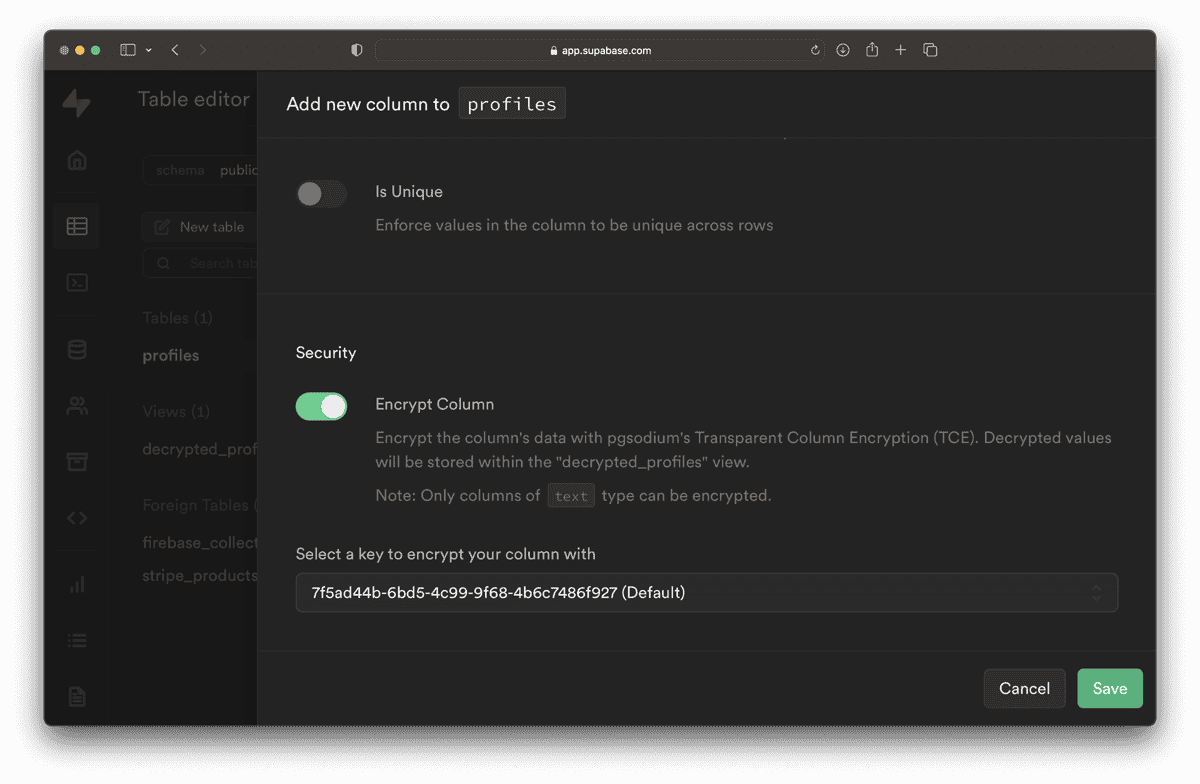 app.supabase.com
Table editor
schema public
New table
Search tab
Tables (1)
profiles
Views (1)
decrypted_prof
Foreign Tables (
firebase_collect
stripe_products
Add new column to profiles
Is Unique
Enforce values in the column to be unique across rows
Security
Encrypt Column
Encrypt the column's data with pgsodium's Transparent Column Encryption (TCE). Decrypted values
will be stored within the "decrypted_profiles" view.
Note: Only columns of text type can be encrypted.
Select a key to encrypt your column with
7f5ad44b-6bd5-4c99-9f68-4b6c7486f927 (Default)
Cancel
Save